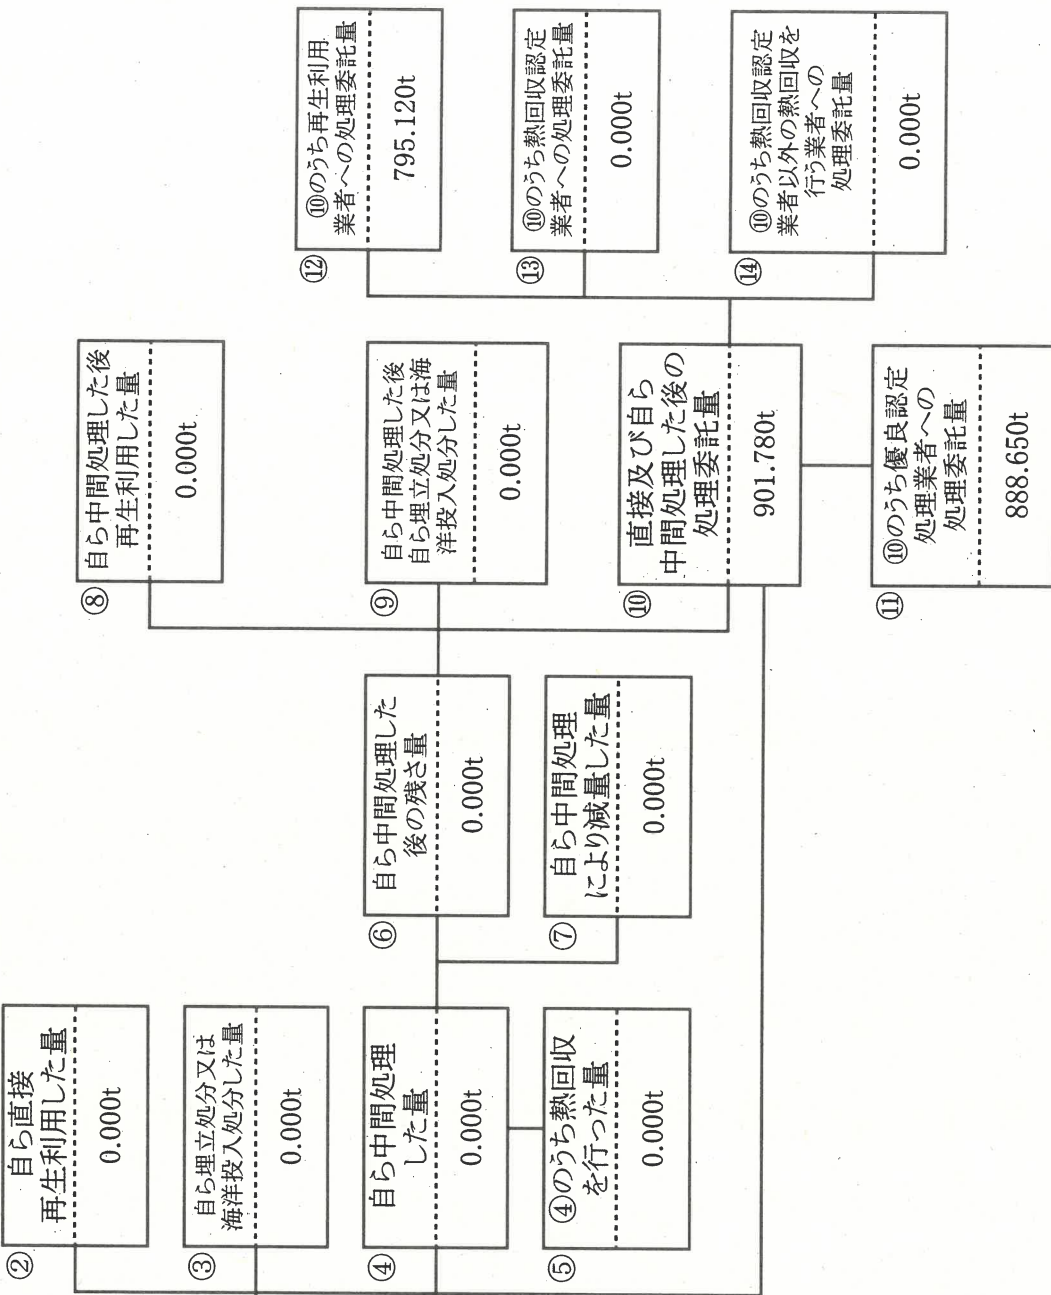 ②
自ら直接
再生利用した量
0.000t
③
自ら埋立処分又は
海洋投入処分した量
0.000t
④
自ら中間処理
した量
0.000t
⑤
④のうち熱回収
を行った量
0.000t
⑥
自ら中間処理した
後の残さ量
0.000t
⑦
自ら中間処理
により減量した量
0.000t
⑧
自ら中間処理した後
再生利用した量
0.000t
⑨
自ら中間処理した後
自ら埋立処分又は海
洋投入処分した量
0.000t
⑩
直接及び自ら
中間処理した後の
処理委託量
901.780t
⑪
⑩のうち優良認定
処理業者への
処理委託量
888.650t
⑫
⑩のうち再生利用
業者への処理委託量
795.120t
⑬
⑩のうち熱回収認定
業者への処理委託量
0.000t
⑭
⑩のうち熱回収認定
業者以外の熱回収を
行う業者への
処理委託量
0.000t